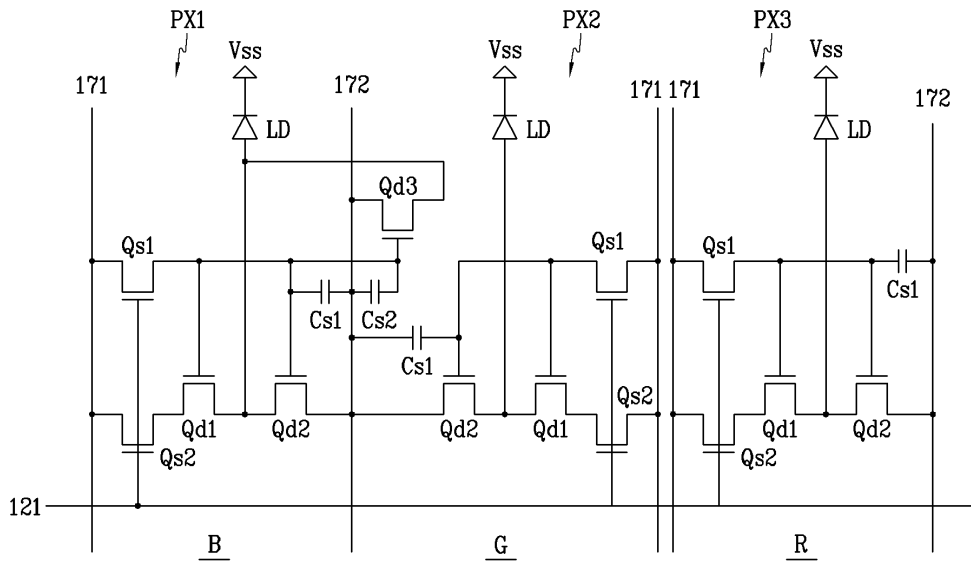 PX1 PX2 PX3
Vss Vss Vss
171 172 171 171 172
LD LD LD
Qd3
Qs1 Qs1 Qs1
Cs1 Cs2 Cs1
Cs1
Qs2
Qd1 Qd2 Qd2 Qd1 Qd1 Qd2
Qs2 Qs2
121
B G R